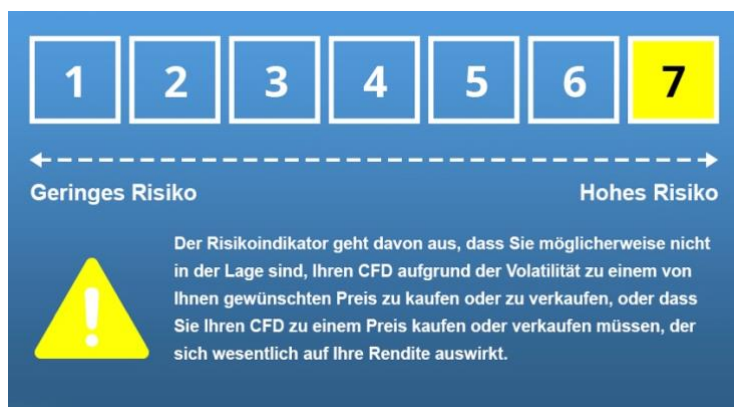 1 2 3 4 5 6 7
Geringes Risiko Hohes Risiko
Der Risikoindikator geht davon aus, dass Sie möglicherweise nicht
in der Lage sind, Ihren CFD aufgrund der Volatilität zu einem von
Ihnen gewünschten Preis zu kaufen oder zu verkaufen, oder dass
Sie Ihren CFD zu einem Preis kaufen oder verkaufen müssen, der
sich wesentlich auf Ihre Rendite auswirkt.